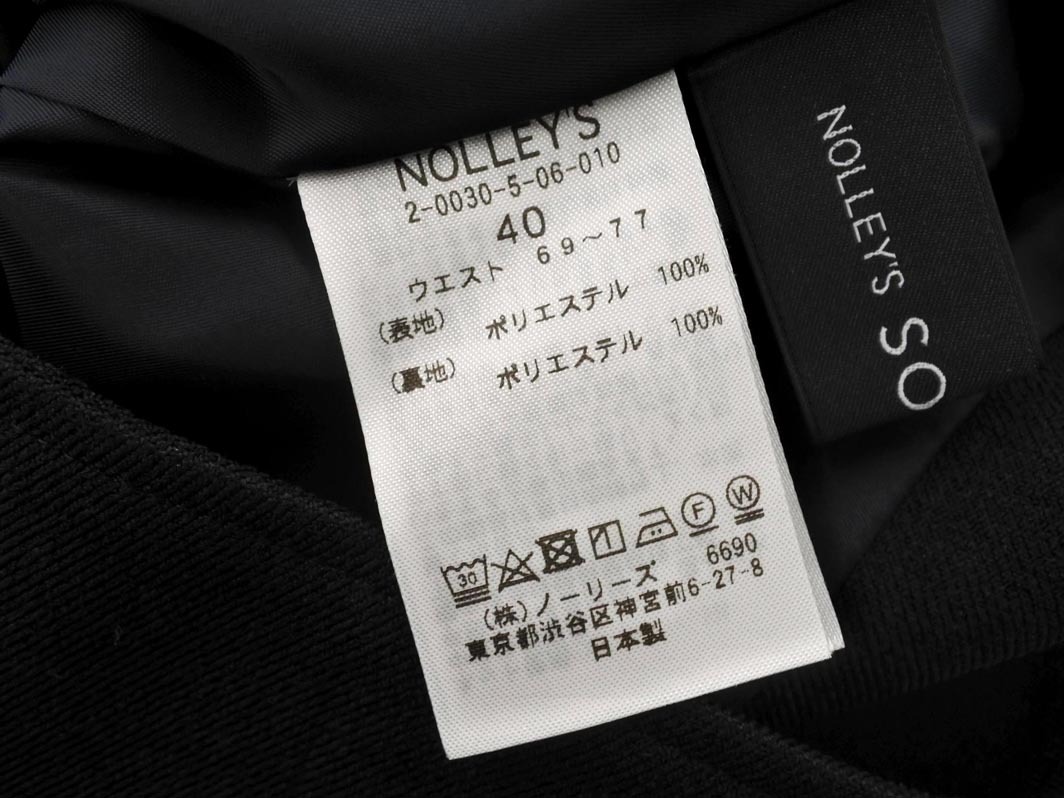 NOLLEY'S
2-0030-5-06-010
40
ウエスト 69～77
(表地) ポリエステル 100%
(裏地) ポリエステル 100%
30 F W
(株)ノーリーズ 6690
東京都渋谷区神宮前6-27-8
日本製
NOLLEY'S SO